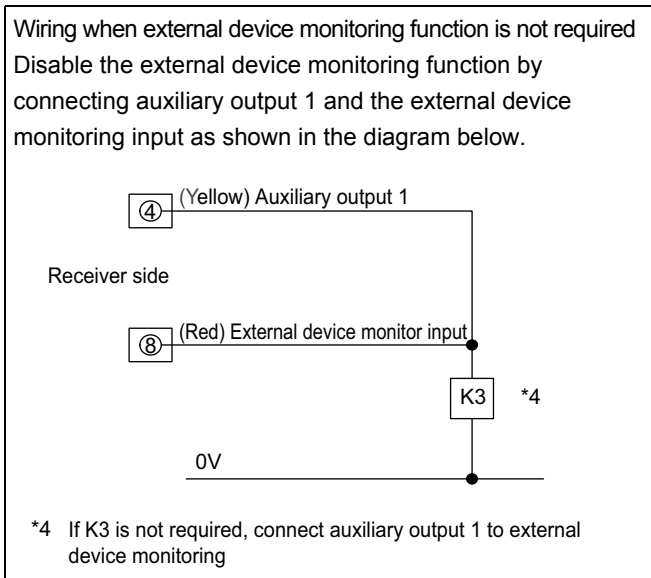 Wiring when external device monitoring function is not required
Disable the external device monitoring function by
connecting auxiliary output 1 and the external device
monitoring input as shown in the diagram below.
④ (Yellow) Auxiliary output 1
Receiver side
⑧ (Red) External device monitor input
K3 *4
0V
*4 If K3 is not required, connect auxiliary output 1 to external
device monitoring